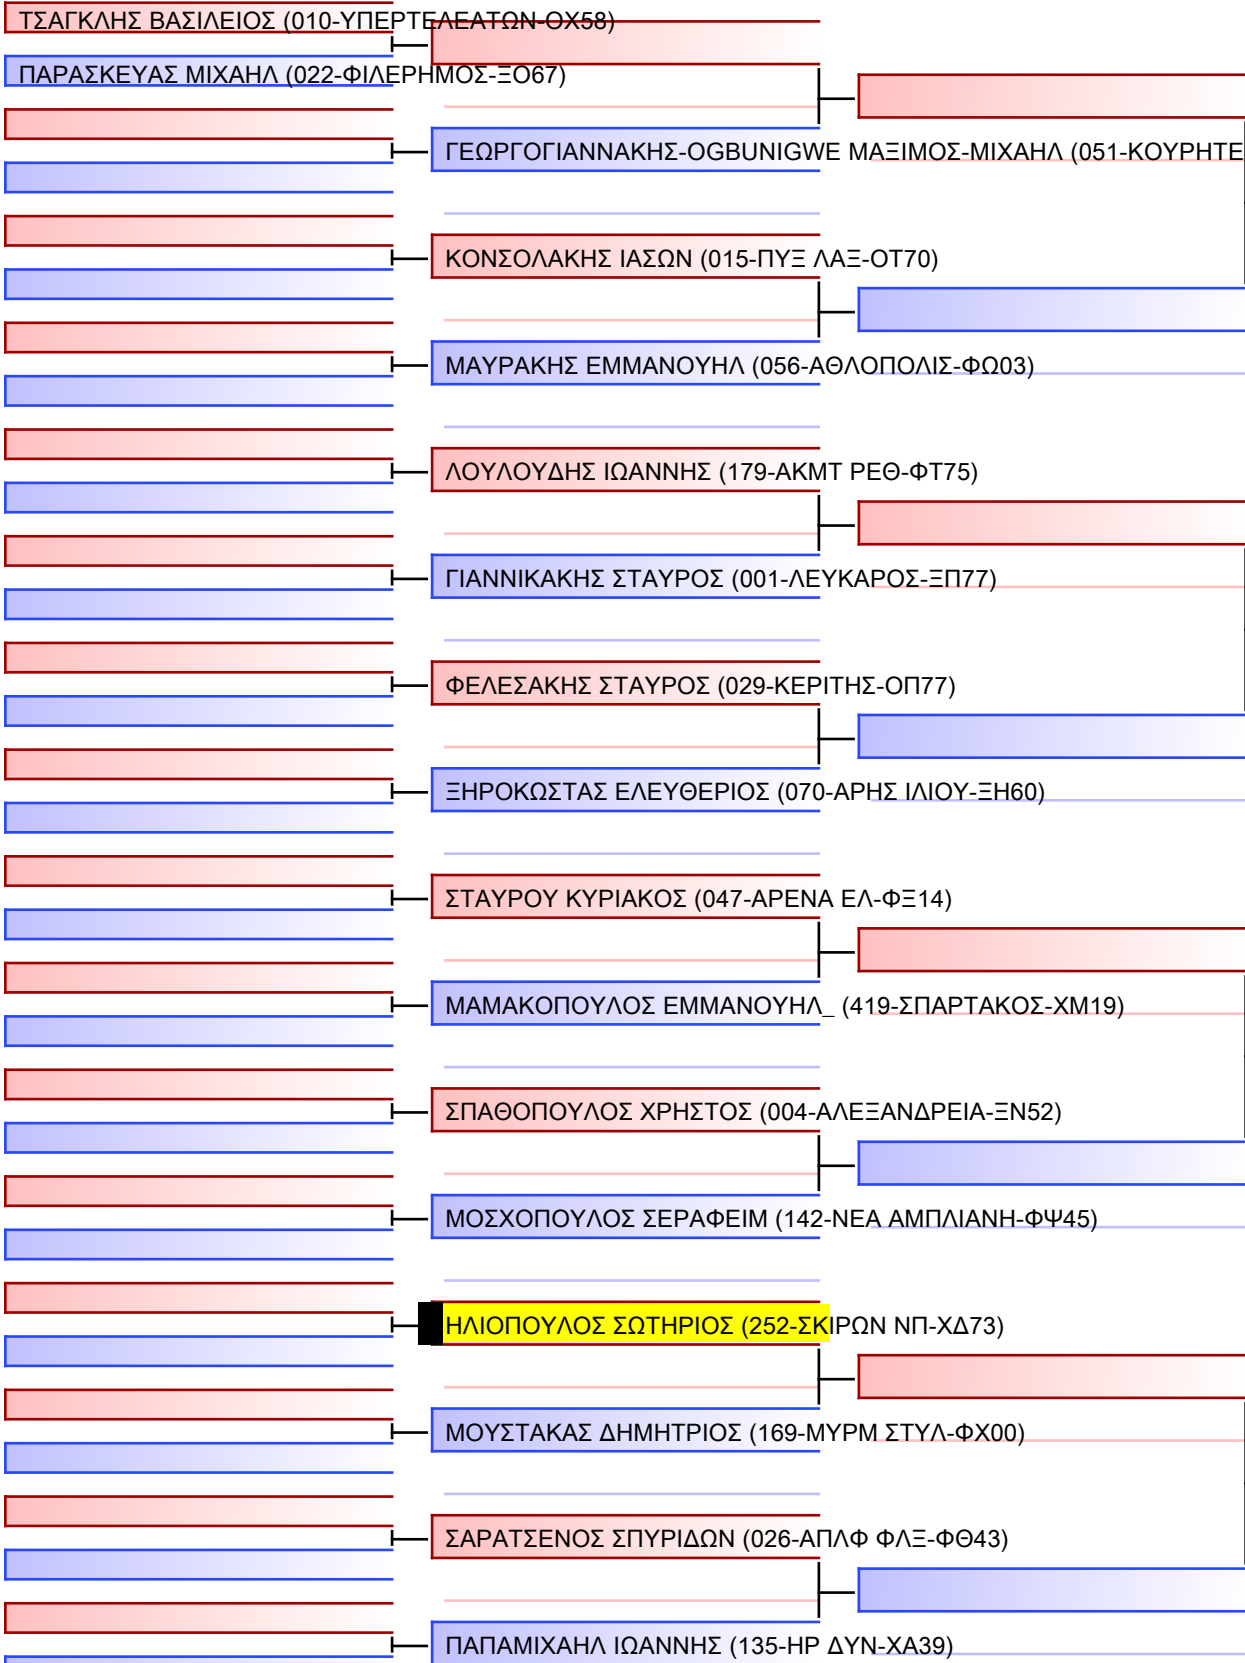 ΤΣΑΓΚΛΗΣ ΒΑΣΙΛΕΙΟΣ (010-ΥΠΕΡΤΕΛΕΑΤΩΝ-ΟΧ58)
ΠΑΡΑΣΚΕΥΑΣ ΜΙΧΑΗΛ (022-ΦΙΛΕΡΗΜΟΣ-ΞΟ67)
ΓΕΩΡΓΟΓΙΑΝΝΑΚΗΣ-OGBUNIGWE ΜΑΞΙΜΟΣ-ΜΙΧΑΗΛ (051-ΚΟΥΡΗΤΕ
ΚΟΝΣΟΛΑΚΗΣ ΙΑΣΩΝ (015-ΠΥΞ ΛΑΞ-ΟΤ70)
ΜΑΥΡΑΚΗΣ ΕΜΜΑΝΟΥΗΛ (056-ΑΘΛΟΠΟΛΙΣ-ΦΩ03)
ΛΟΥΛΟΥΔΗΣ ΙΩΑΝΝΗΣ (179-ΑΚΜΤ ΡΕΘ-ΦΤ75)
ΓΙΑΝΝΙΚΑΚΗΣ ΣΤΑΥΡΟΣ (001-ΛΕΥΚΑΡΟΣ-ΞΠ77)
ΦΕΛΕΣΑΚΗΣ ΣΤΑΥΡΟΣ (029-ΚΕΡΙΤΗΣ-ΟΠ77)
ΞΗΡΟΚΩΣΤΑΣ ΕΛΕΥΘΕΡΙΟΣ (070-ΑΡΗΣ ΙΛΙΟΥ-ΞΗ60)
ΣΤΑΥΡΟΥ ΚΥΡΙΑΚΟΣ (047-ΑΡΕΝΑ ΕΛ-ΦΞ14)
ΜΑΜΑΚΟΠΟΥΛΟΣ ΕΜΜΑΝΟΥΗΛ_ (419-ΣΠΑΡΤΑΚΟΣ-ΧΜ19)
ΣΠΑΘΟΠΟΥΛΟΣ ΧΡΗΣΤΟΣ (004-ΑΛΕΞΑΝΔΡΕΙΑ-ΞΝ52)
ΜΟΣΧΟΠΟΥΛΟΣ ΣΕΡΑΦΕΙΜ (142-ΝΕΑ ΑΜΠΛΙΑΝΗ-ΦΨ45)
ΗΛΙΟΠΟΥΛΟΣ ΣΩΤΗΡΙΟΣ (252-ΣΚΙΡΩΝ ΝΠ-ΧΔ73)
ΜΟΥΣΤΑΚΑΣ ΔΗΜΗΤΡΙΟΣ (169-ΜΥΡΜ ΣΤΥΛ-ΦΧ00)
ΣΑΡΑΤΣΕΝΟΣ ΣΠΥΡΙΔΩΝ (026-ΑΠΛΦ ΦΛΞ-ΦΘ43)
ΠΑΠΑΜΙΧΑΗΛ ΙΩΑΝΝΗΣ (135-ΗΡ ΔΥΝ-ΧΑ39)